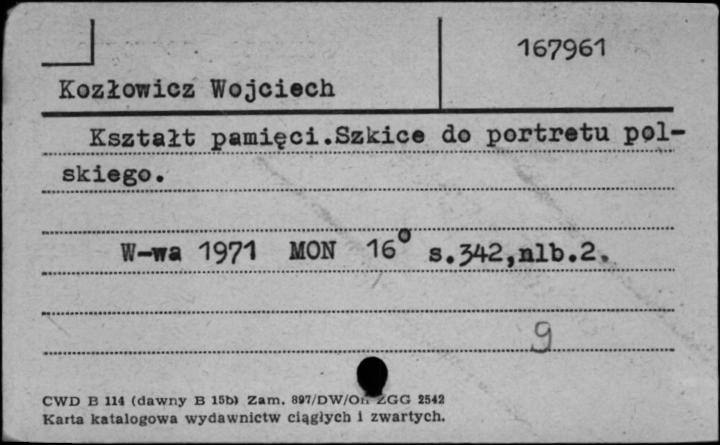 167961
Kozłowicz Wojciech
Kształt pamięci.Szkice do portretu pol-
skiego.
W-wa 1971 MON 16° s.342,nlb.2.
9
CWD B 114 (dawny B 15b) Zam. 897/DW/Oh ZGG 2542
Karta katalogowa wydawnictw ciągłych i zwartych.